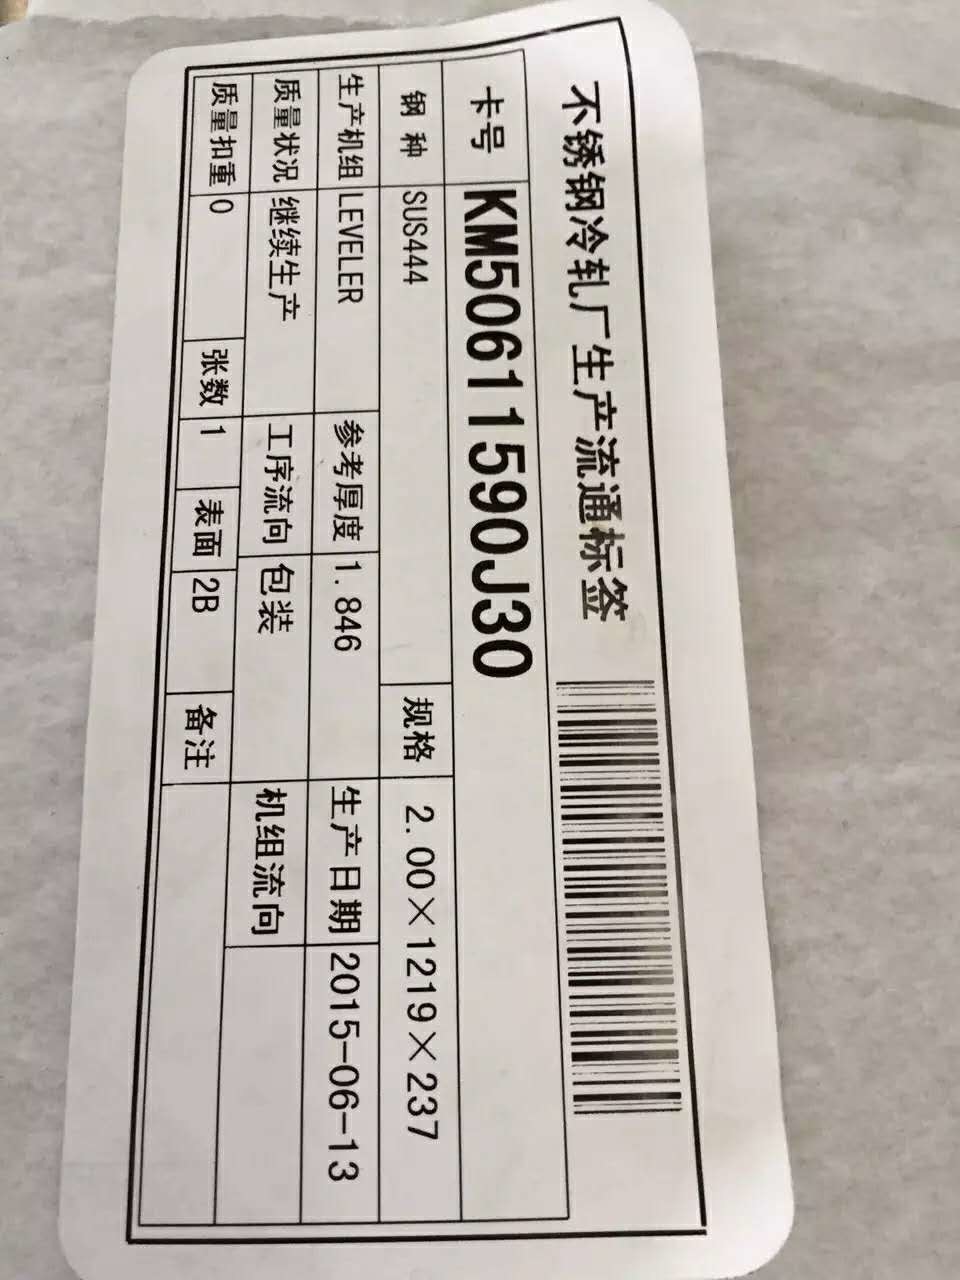 不锈钢冷轧厂生产流通标签
卡号 KM50611590J30
钢 种 SUS444 规格 2.00×1219×237
生产机组 LEVELER 参考厚度 1.846 生产日期 2015-06-13
质量状况 继续生产 工序流向 包装 机组流向
质量扣重 0 张数 1 表面 2B 备注